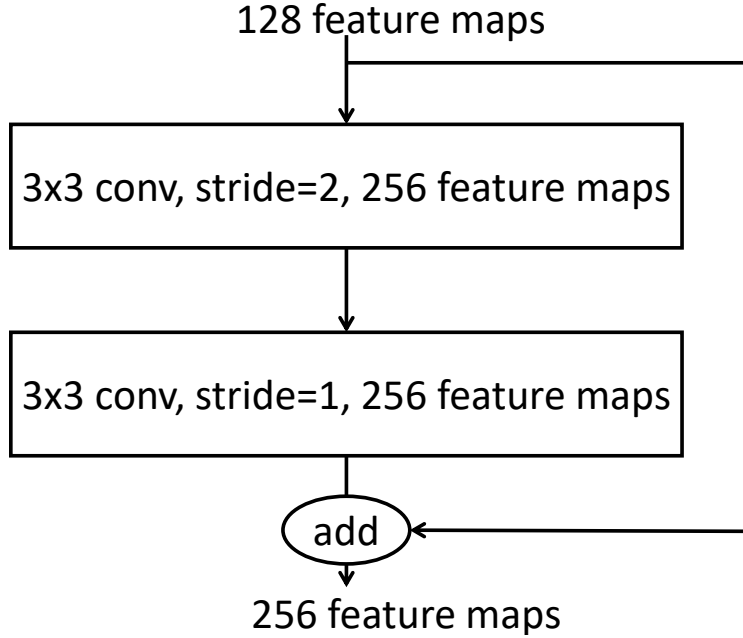 128 feature maps
3x3 conv, stride=2, 256 feature maps
3x3 conv, stride=1, 256 feature maps
add
256 feature maps